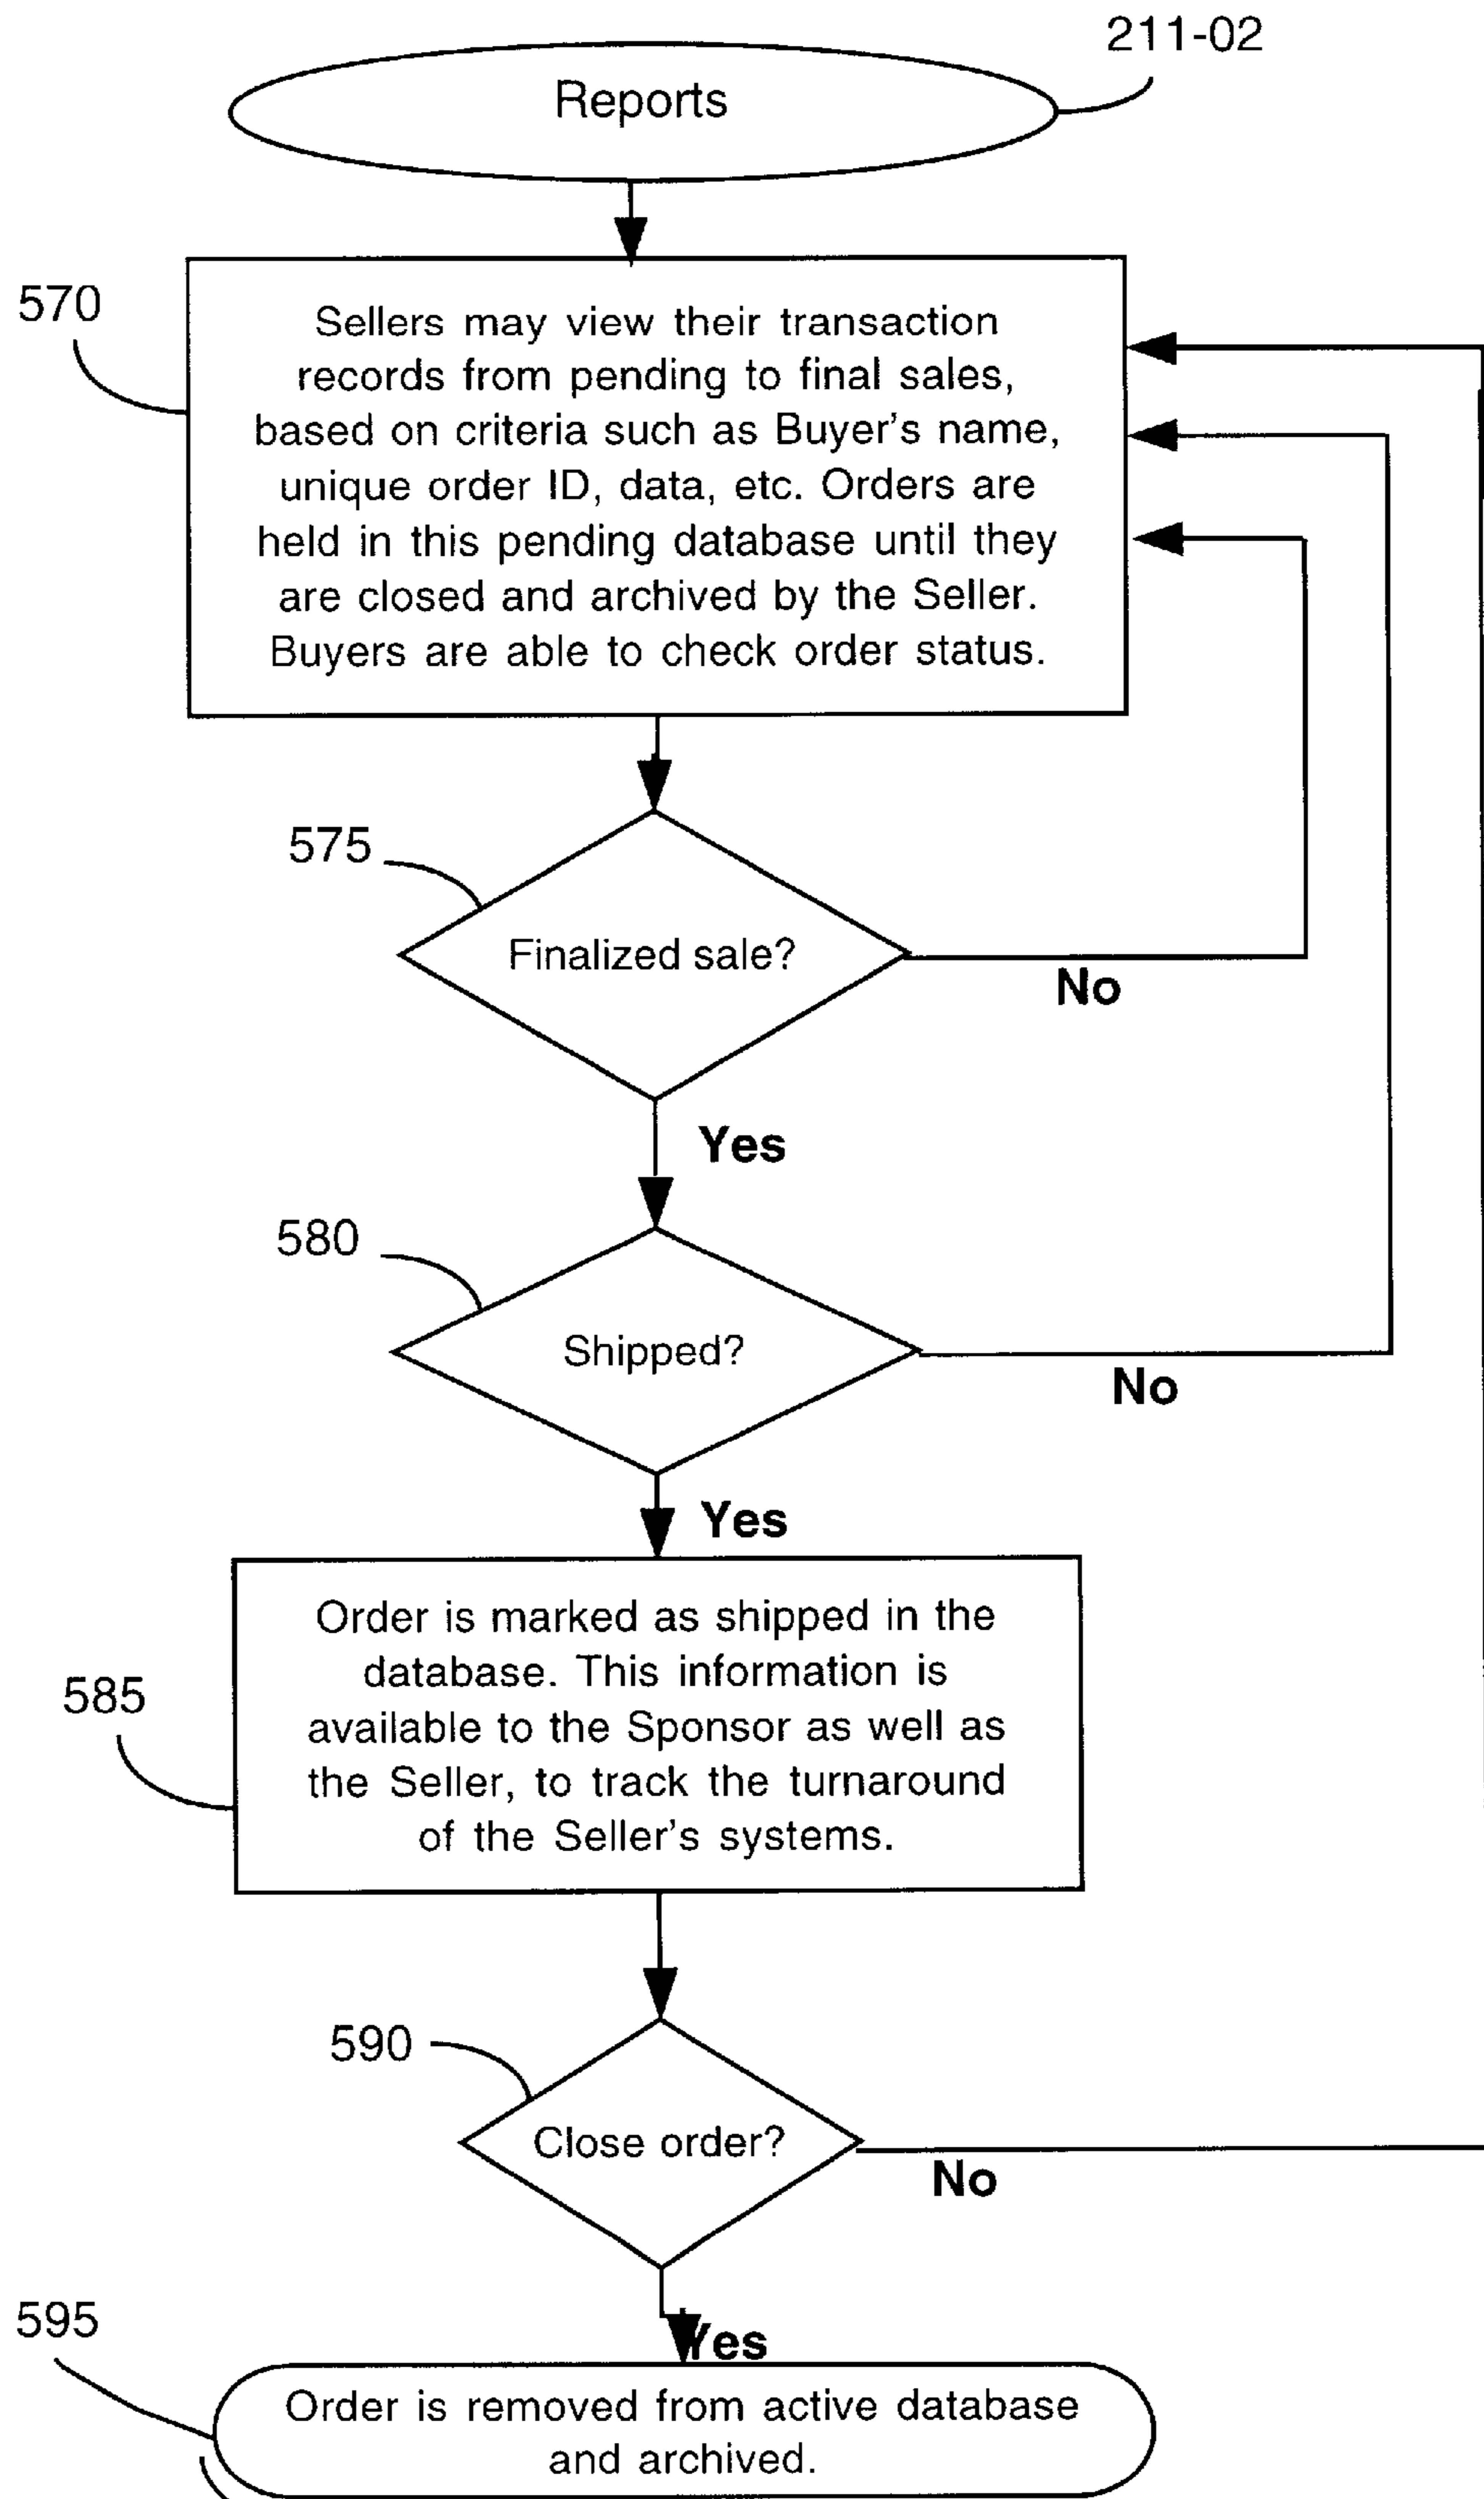 211-02
Reports
570
Sellers may view their transaction
records from pending to final sales,
based on criteria such as Buyer's name,
unique order ID, data, etc. Orders are
held in this pending database until they
are closed and archived by the Seller.
Buyers are able to check order status.
575
Finalized sale?
No
Yes
580
Shipped?
No
Yes
585
Order is marked as shipped in the
database. This information is
available to the Sponsor as well as
the Seller, to track the turnaround
of the Seller's systems.
590
Close order?
No
Yes
595
Order is removed from active database
and archived.